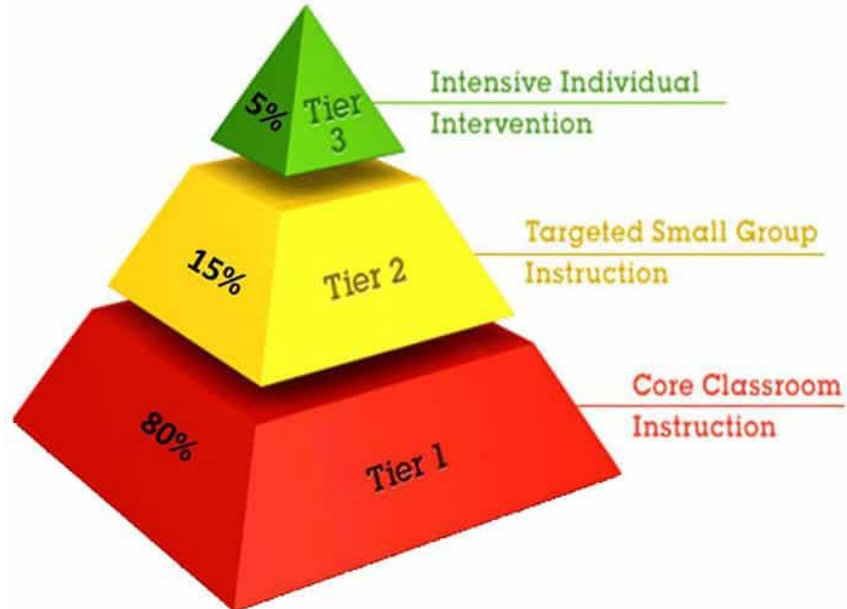 5%
Tier
3
Intensive Individual
Intervention
15%
Tier 2
Targeted Small Group
Instruction
80%
Tier 1
Core Classroom
Instruction